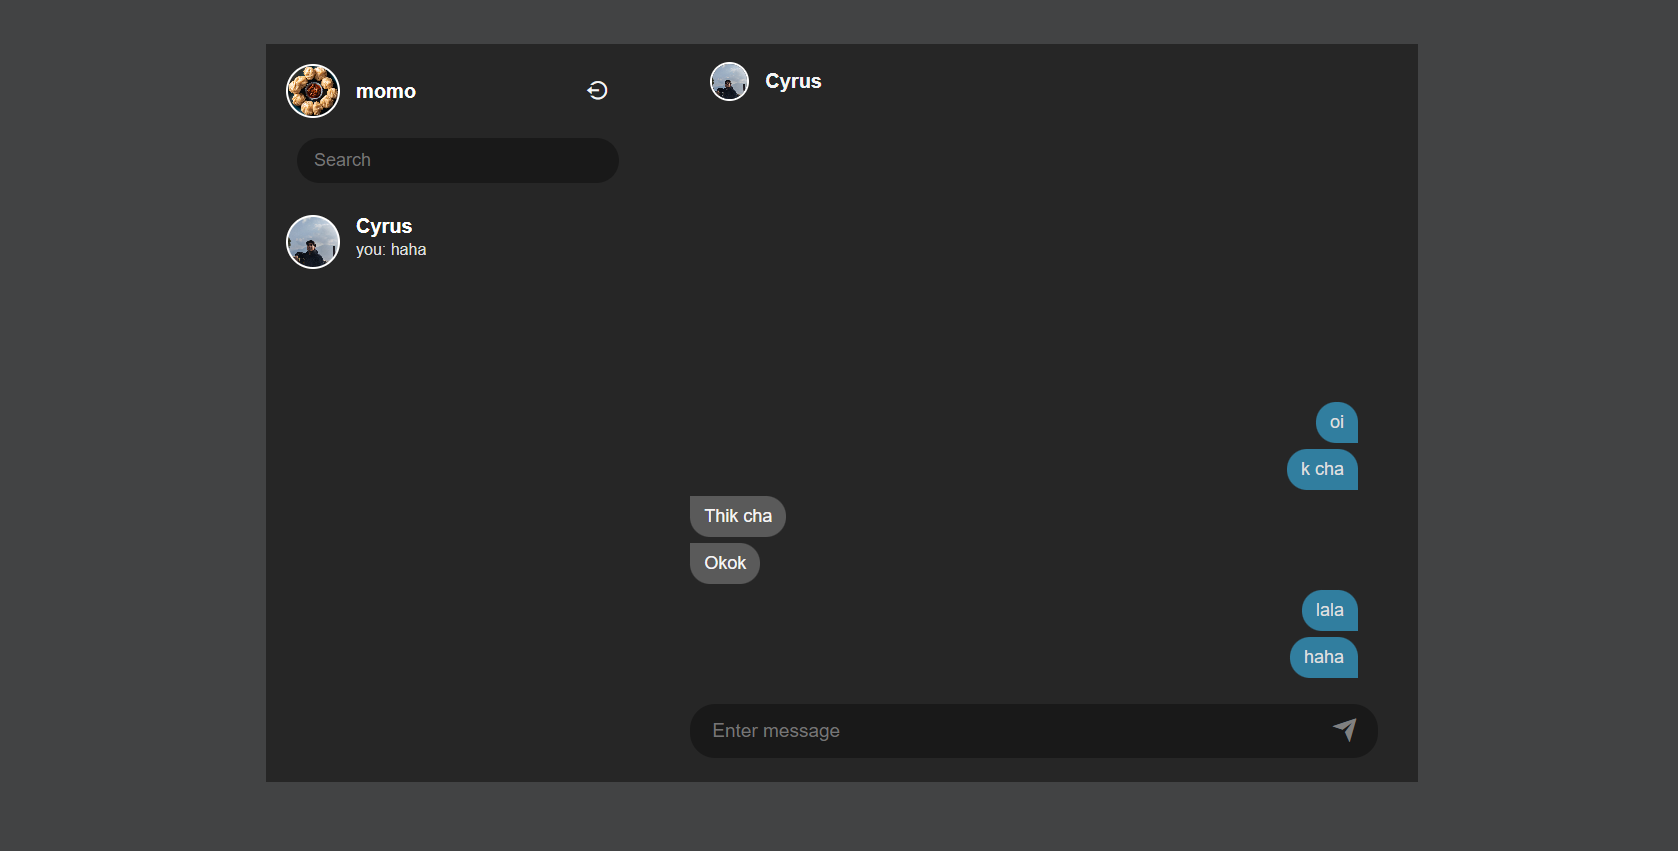 momo
Search
Cyrus
you: haha
Cyrus
oi
k cha
Thik cha
Okok
lala
haha
Enter message